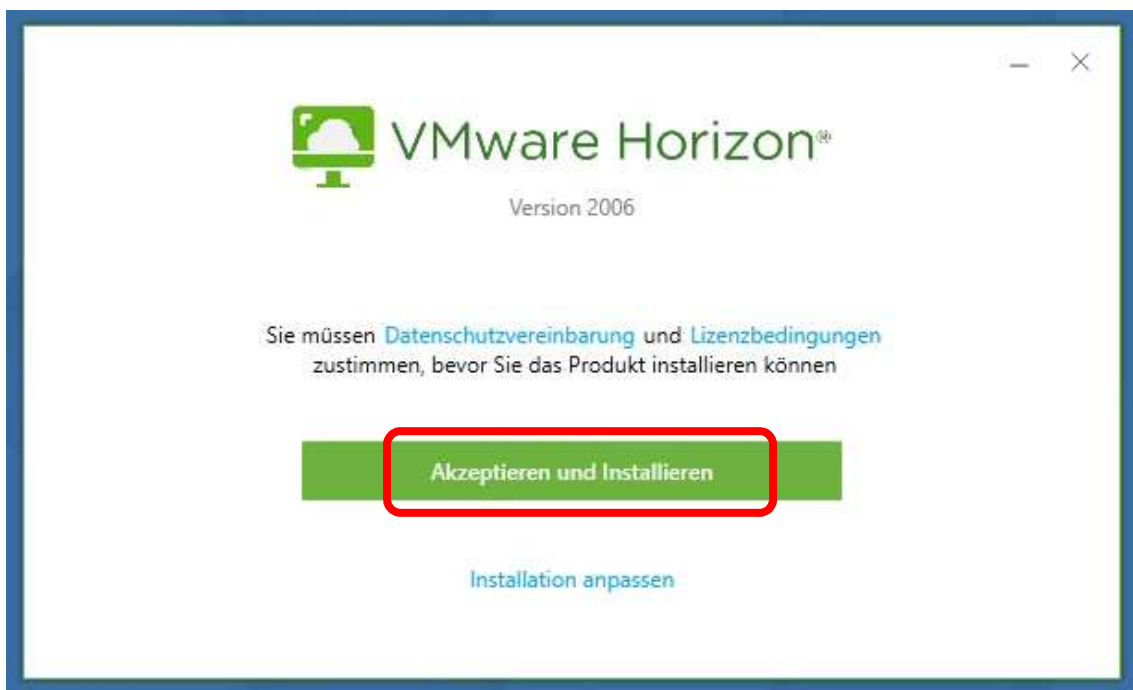 VMware Horizon®
Version 2006
Sie müssen Datenschutzvereinbarung und Lizenzbedingungen
zustimmen, bevor Sie das Produkt installieren können
Akzeptieren und Installieren
Installation anpassen